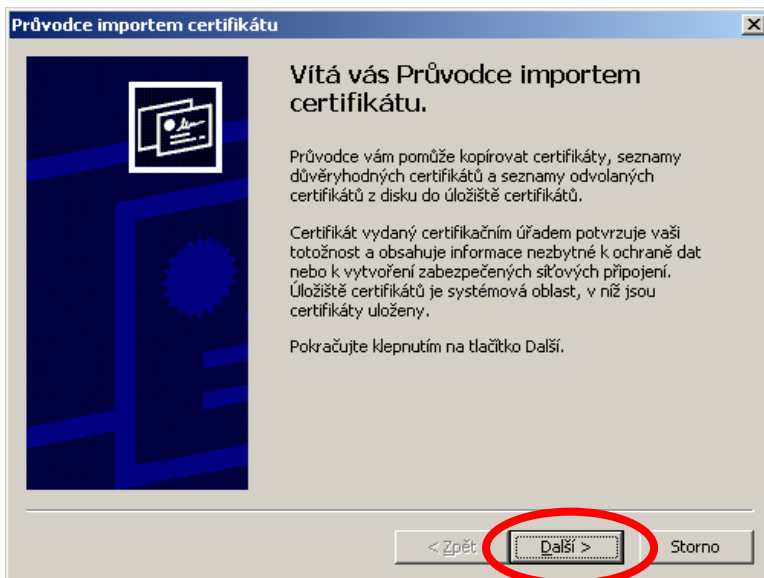 Průvodce importem certifikátu
Vítá vás Průvodce importem
certifikátu.
Průvodce vám pomůže kopírovat certifikáty, seznamy
důvěryhodných certifikátů a seznamy odvolaných
certifikátů z disku do úložiště certifikátů.
Certifikát vydaný certifikačním úřadem potvrzuje vaši
totožnost a obsahuje informace nezbytné k ochraně dat
nebo k vytvoření zabezpečených síťových připojení.
Úložiště certifikátů je systémová oblast, v níž jsou
certifikáty uloženy.
Pokračujte klepnutím na tlačítko Další.
< Zpět
Další >
Storno